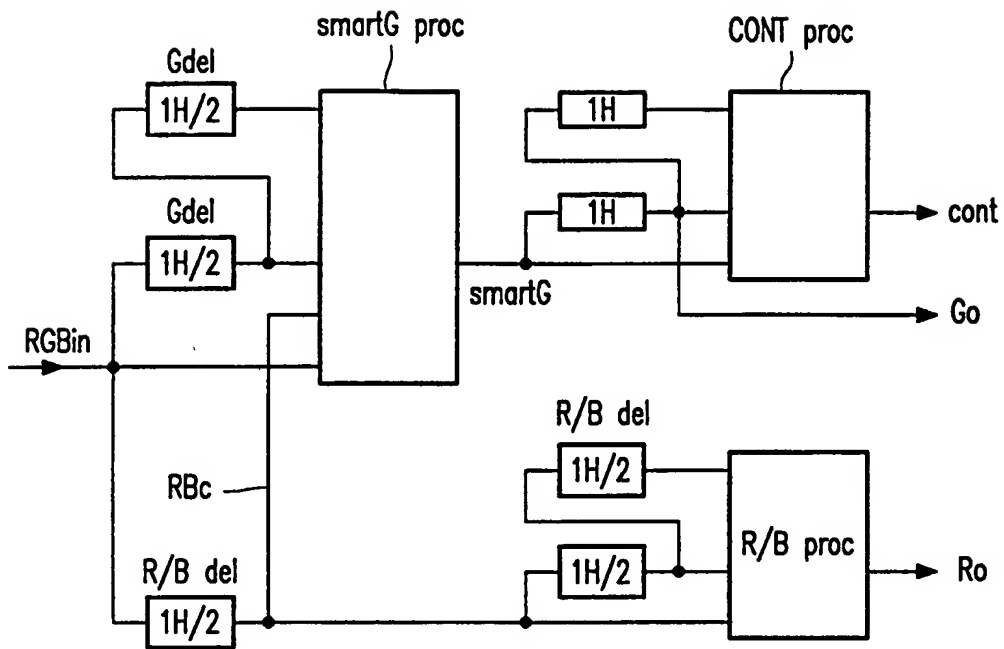 smartG proc
CONT proc
Gdel
1H/2
1H
Gdel
1H/2
1H
cont
smartG
Go
RGBin
R/B del
1H/2
RBc
R/B proc
1H/2
Ro
R/B del
1H/2